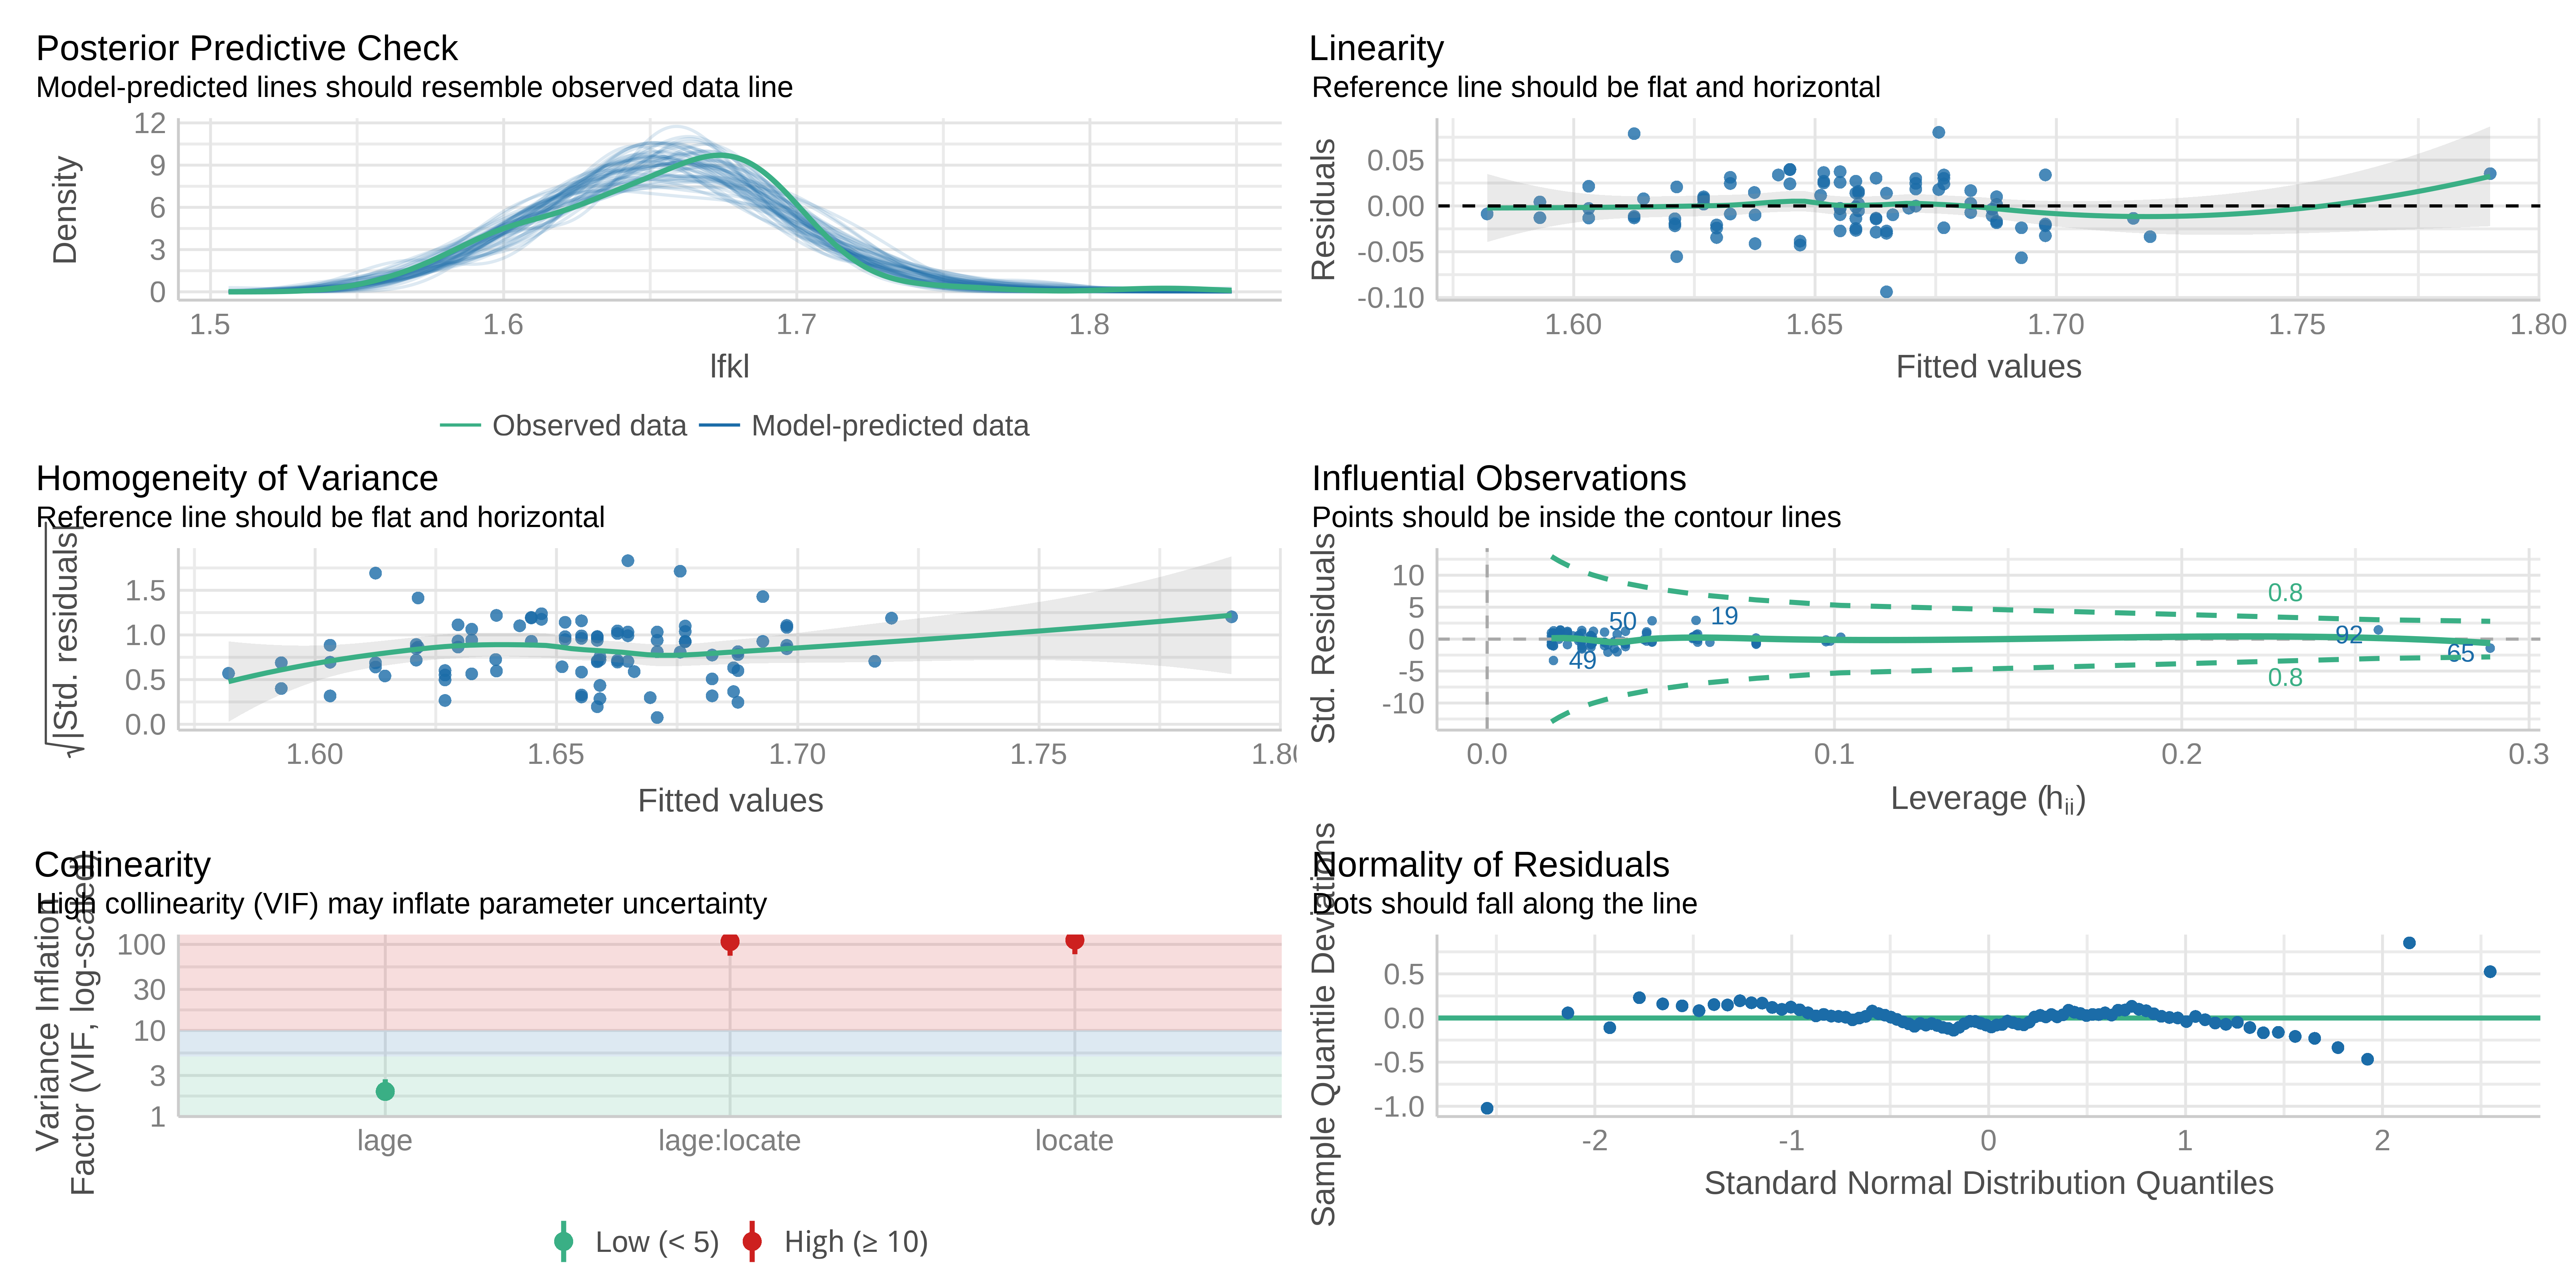 Posterior Predictive Check
Model-predicted lines should resemble observed data line
Density
12
9
6
3
0
1.5 1.6 1.7 1.8
lfkl
Observed data Model-predicted data
Linearity
Reference line should be flat and horizontal
Residuals
0.05
0.00
-0.05
-0.10
1.60 1.65 1.70 1.75 1.80
Fitted values
Homogeneity of Variance
Reference line should be flat and horizontal
√|Std. residuals|
1.5
1.0
0.5
0.0
1.60 1.65 1.70 1.75 1.80
Fitted values
Influential Observations
Points should be inside the contour lines
Std. Residuals
10
5
0
-5
-10
0.8
50 19
92
49
65
0.8
0.0 0.1 0.2 0.3
Leverage (hii)
Collinearity
High collinearity (VIF) may inflate parameter uncertainty
Variance Inflation
Factor (VIF, log-scaled)
100
30
10
3
1
lage lage:locate locate
Low (< 5) High (≥ 10)
Normality of Residuals
Dots should fall along the line
Sample Quantile Deviations
0.5
0.0
-0.5
-1.0
-2 -1 0 1 2
Standard Normal Distribution Quantiles